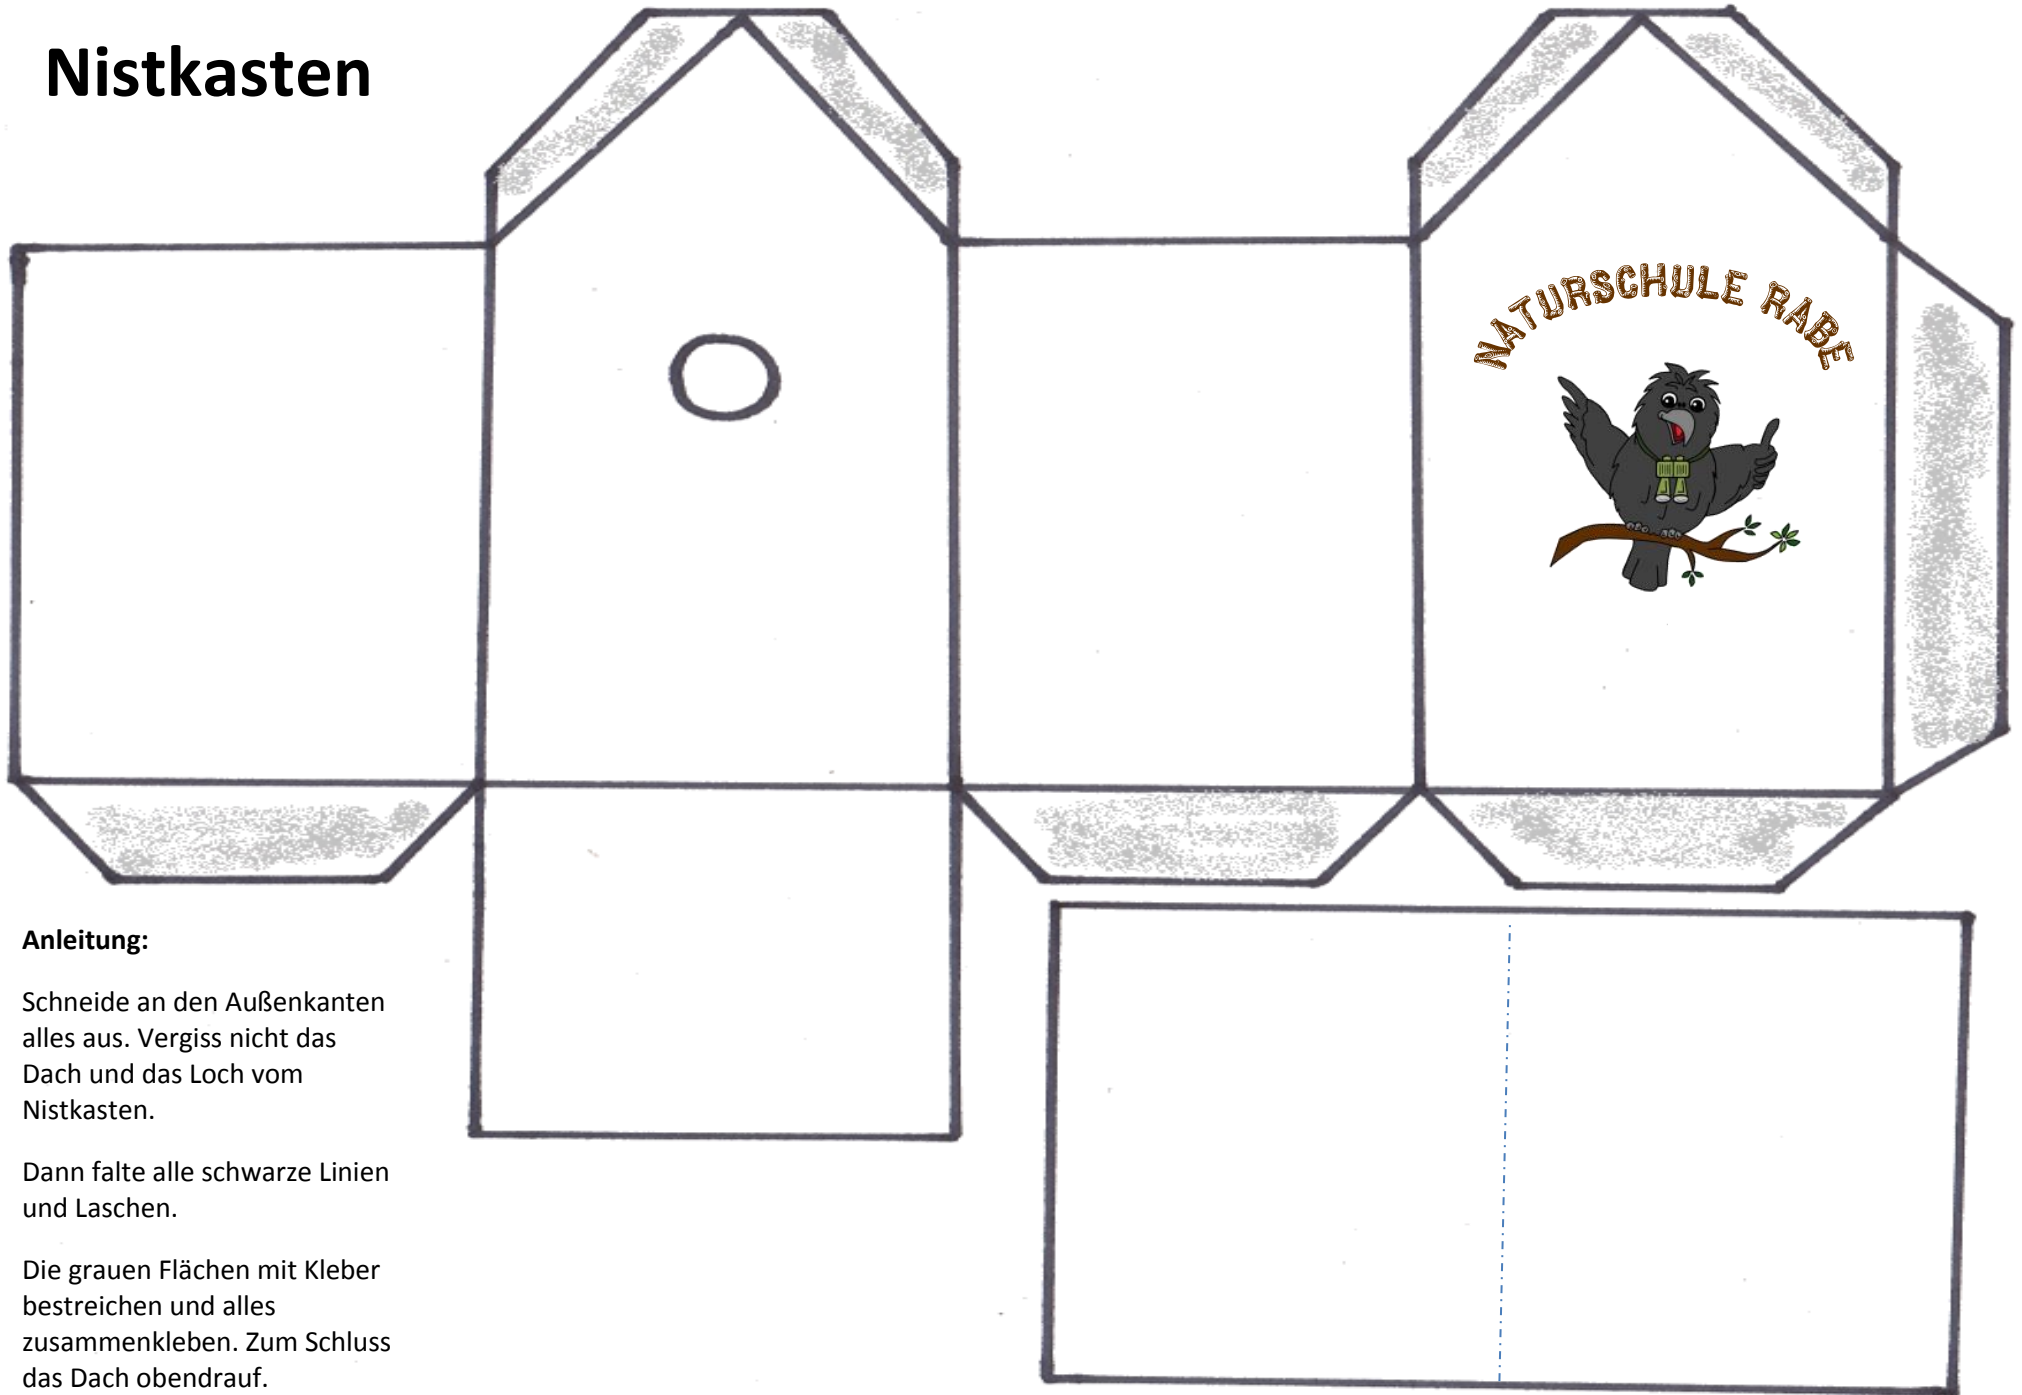 Nistkasten
NATURSCHULE RABE
Anleitung:
Schneide an den Außenkanten
alles aus. Vergiss nicht das
Dach und das Loch vom
Nistkasten.
Dann falte alle schwarze Linien
und Laschen.
Die grauen Flächen mit Kleber
bestreichen und alles
zusammenkleben. Zum Schluss
das Dach obendrauf.